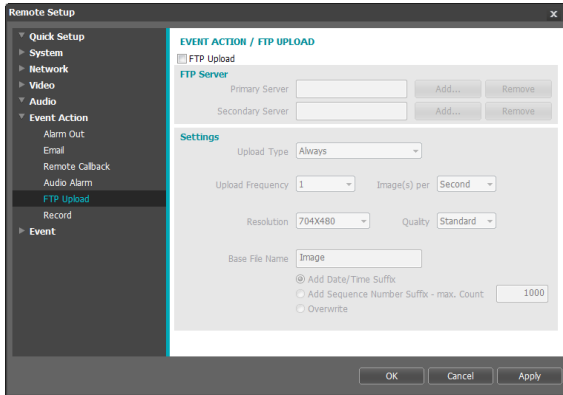 Remote Setup
x
Quick Setup
System
Network
Video
Audio
Event Action
Alarm Out
Email
Remote Callback
Audio Alarm
FTP Upload
Record
Event
EVENT ACTION / FTP UPLOAD
FTP Upload
FTP Server
Primary Server Add... Remove
Secondary Server Add... Remove
Settings
Upload Type Always
Upload Frequency 1 Image(s) per Second
Resolution 704X480 Quality Standard
Base File Name Image
Add Date/Time Suffix
Add Sequence Number Suffix - max. Count 1000
Overwrite
OK Cancel Apply